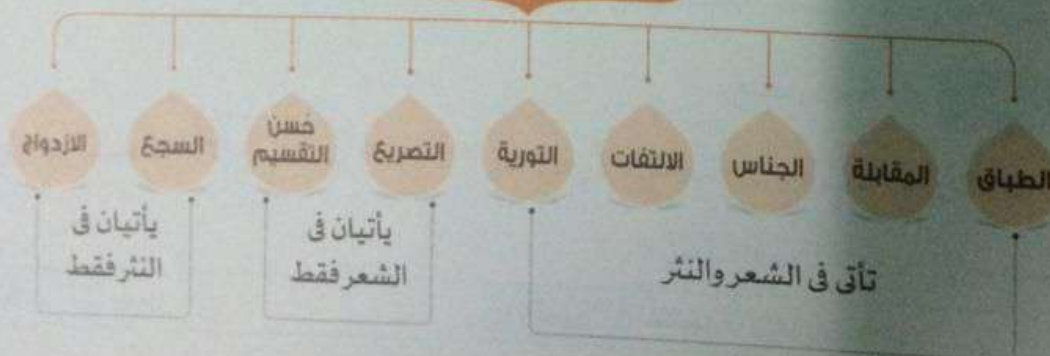 الطباق
المقابلة
الجناس
الالتفات
التورية
التصريع
حُسن
التقسيم
السجع
الازدواج
تأتى فى الشعر والنثر
يأتيان فى
الشعر فقط
يأتيان فى
النثر فقط